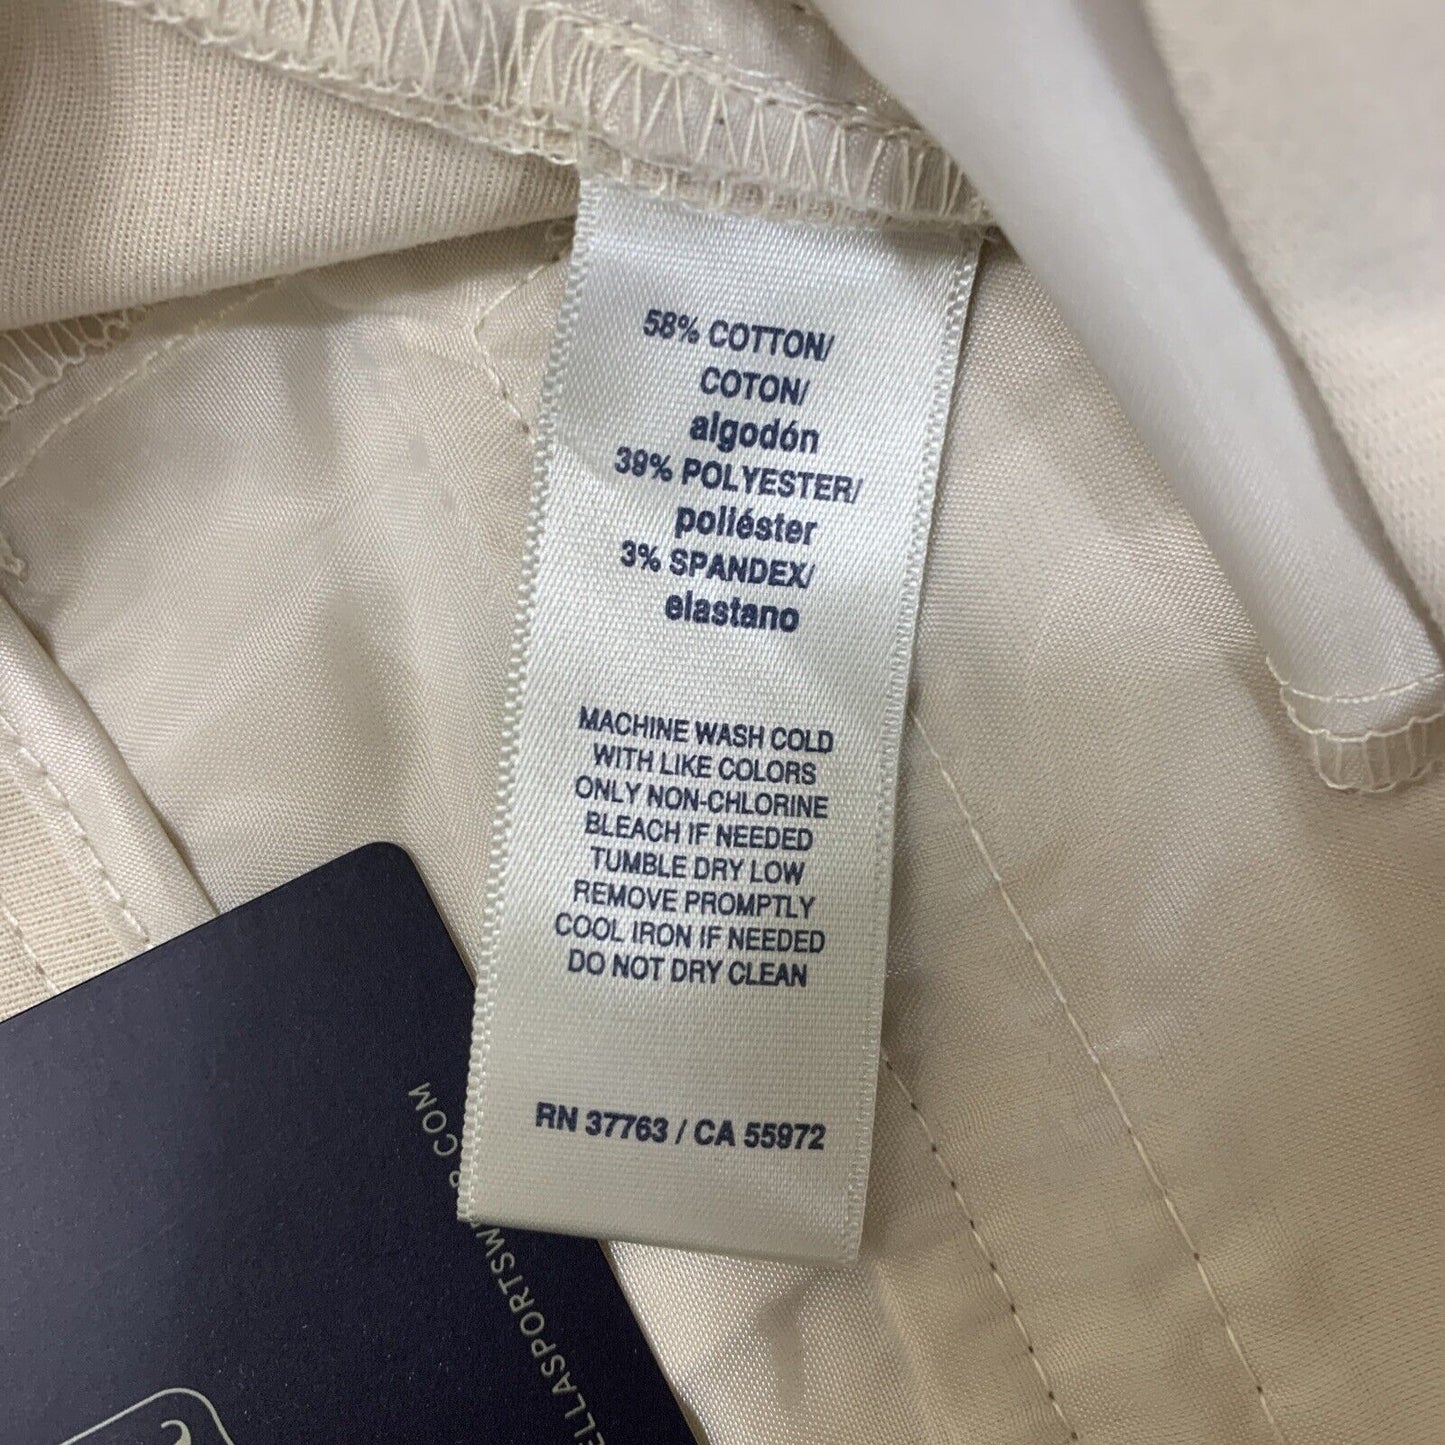 58% COTTON/
COTON/
algodón
39% POLYESTER/
poliéster
3% SPANDEX/
elastano
MACHINE WASH COLD
WITH LIKE COLORS
ONLY NON-CHLORINE
BLEACH IF NEEDED
TUMBLE DRY LOW
REMOVE PROMPTLY
COOL IRON IF NEEDED
DO NOT DRY CLEAN
RN 37763 / CA 55972